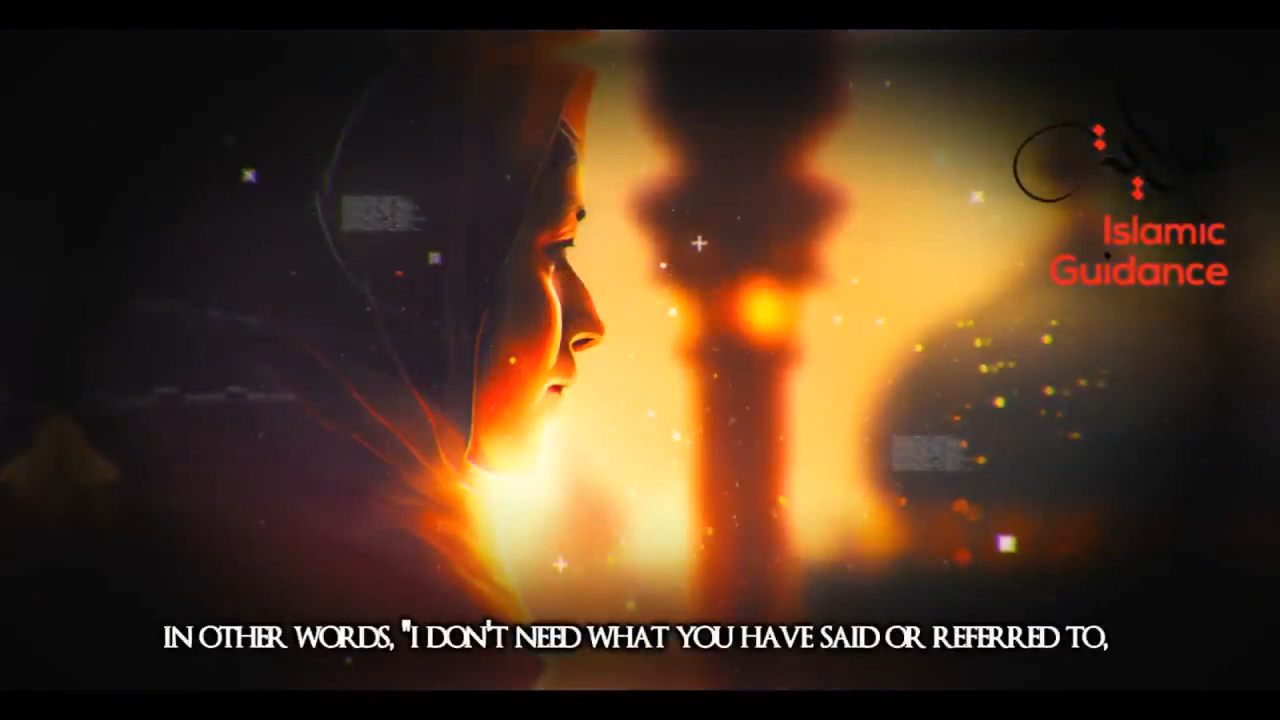 Islamic
Guidance
IN OTHER WORDS, "I DON'T NEED WHAT YOU HAVE SAID OR REFERRED TO,